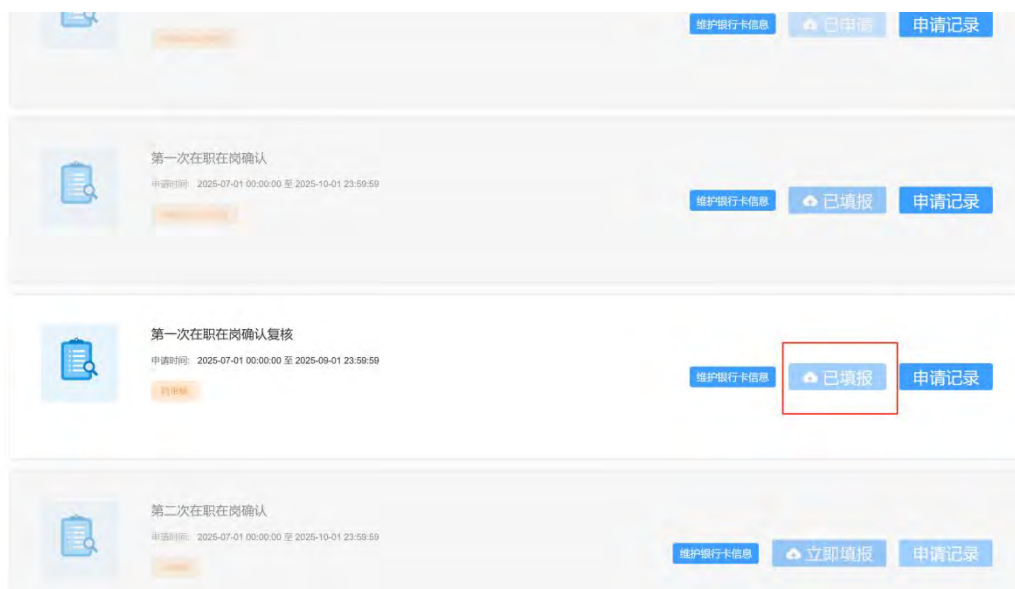 维护银行卡信息 已申请 申请记录
第一次在职在岗确认
申请时间: 2025-07-01 00:00:00 至 2025-10-01 23:59:59
维护银行卡信息 已填报 申请记录
第一次在职在岗确认复核
申请时间: 2025-07-01 00:00:00 至 2025-09-01 23:59:59
维护银行卡信息 已填报 申请记录
第二次在职在岗确认
申请时间: 2025-07-01 00:00:00 至 2025-10-01 23:59:59
维护银行卡信息 立即填报 申请记录